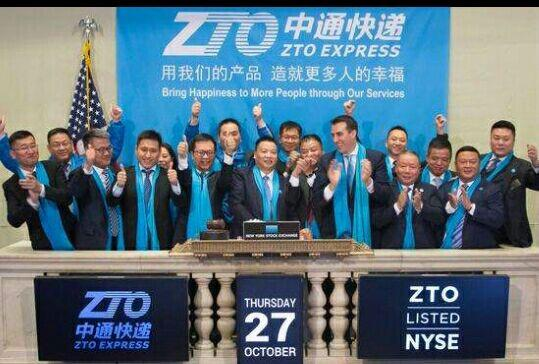 ZTO 中通快递
ZTO EXPRESS
用我们的产品 造就更多人的幸福
Bring Happiness to More People through Our Services
NEW YORK STOCK EXCHANGE
ZTO
中通快递
ZTO EXPRESS
THURSDAY
27
OCTOBER
ZTO
LISTED
NYSE